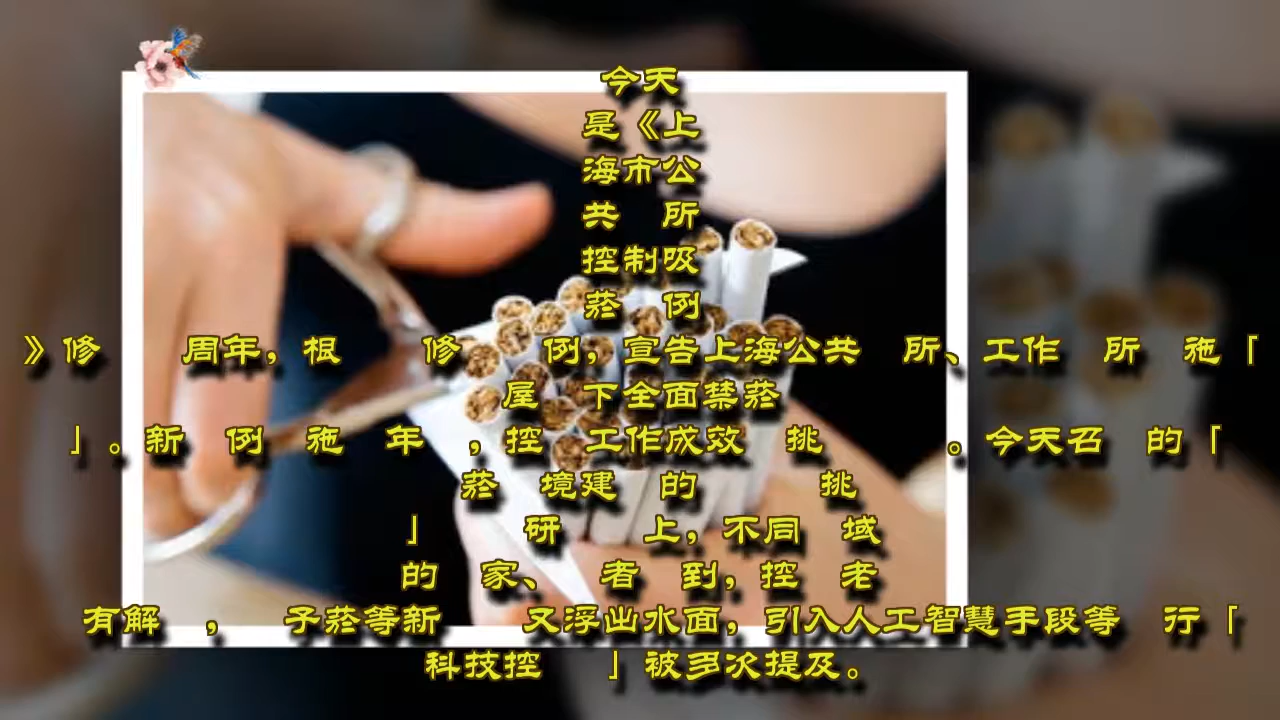 今天
是《上
海市公
共 所
控制吸
菸 例
》修 周年，根 修 例，宣告上海公共 所、工作 所 施「
屋 下全面禁菸
」。新 例 施 年 ，控 工作成效 挑 。今天召 的「
菸 境建 的 挑
」 研 上，不同 域
的 家、 者 到，控 老
有解 ， 子菸等新 又浮出水面，引入人工智慧手段等 行「
科技控 」被多次提及。